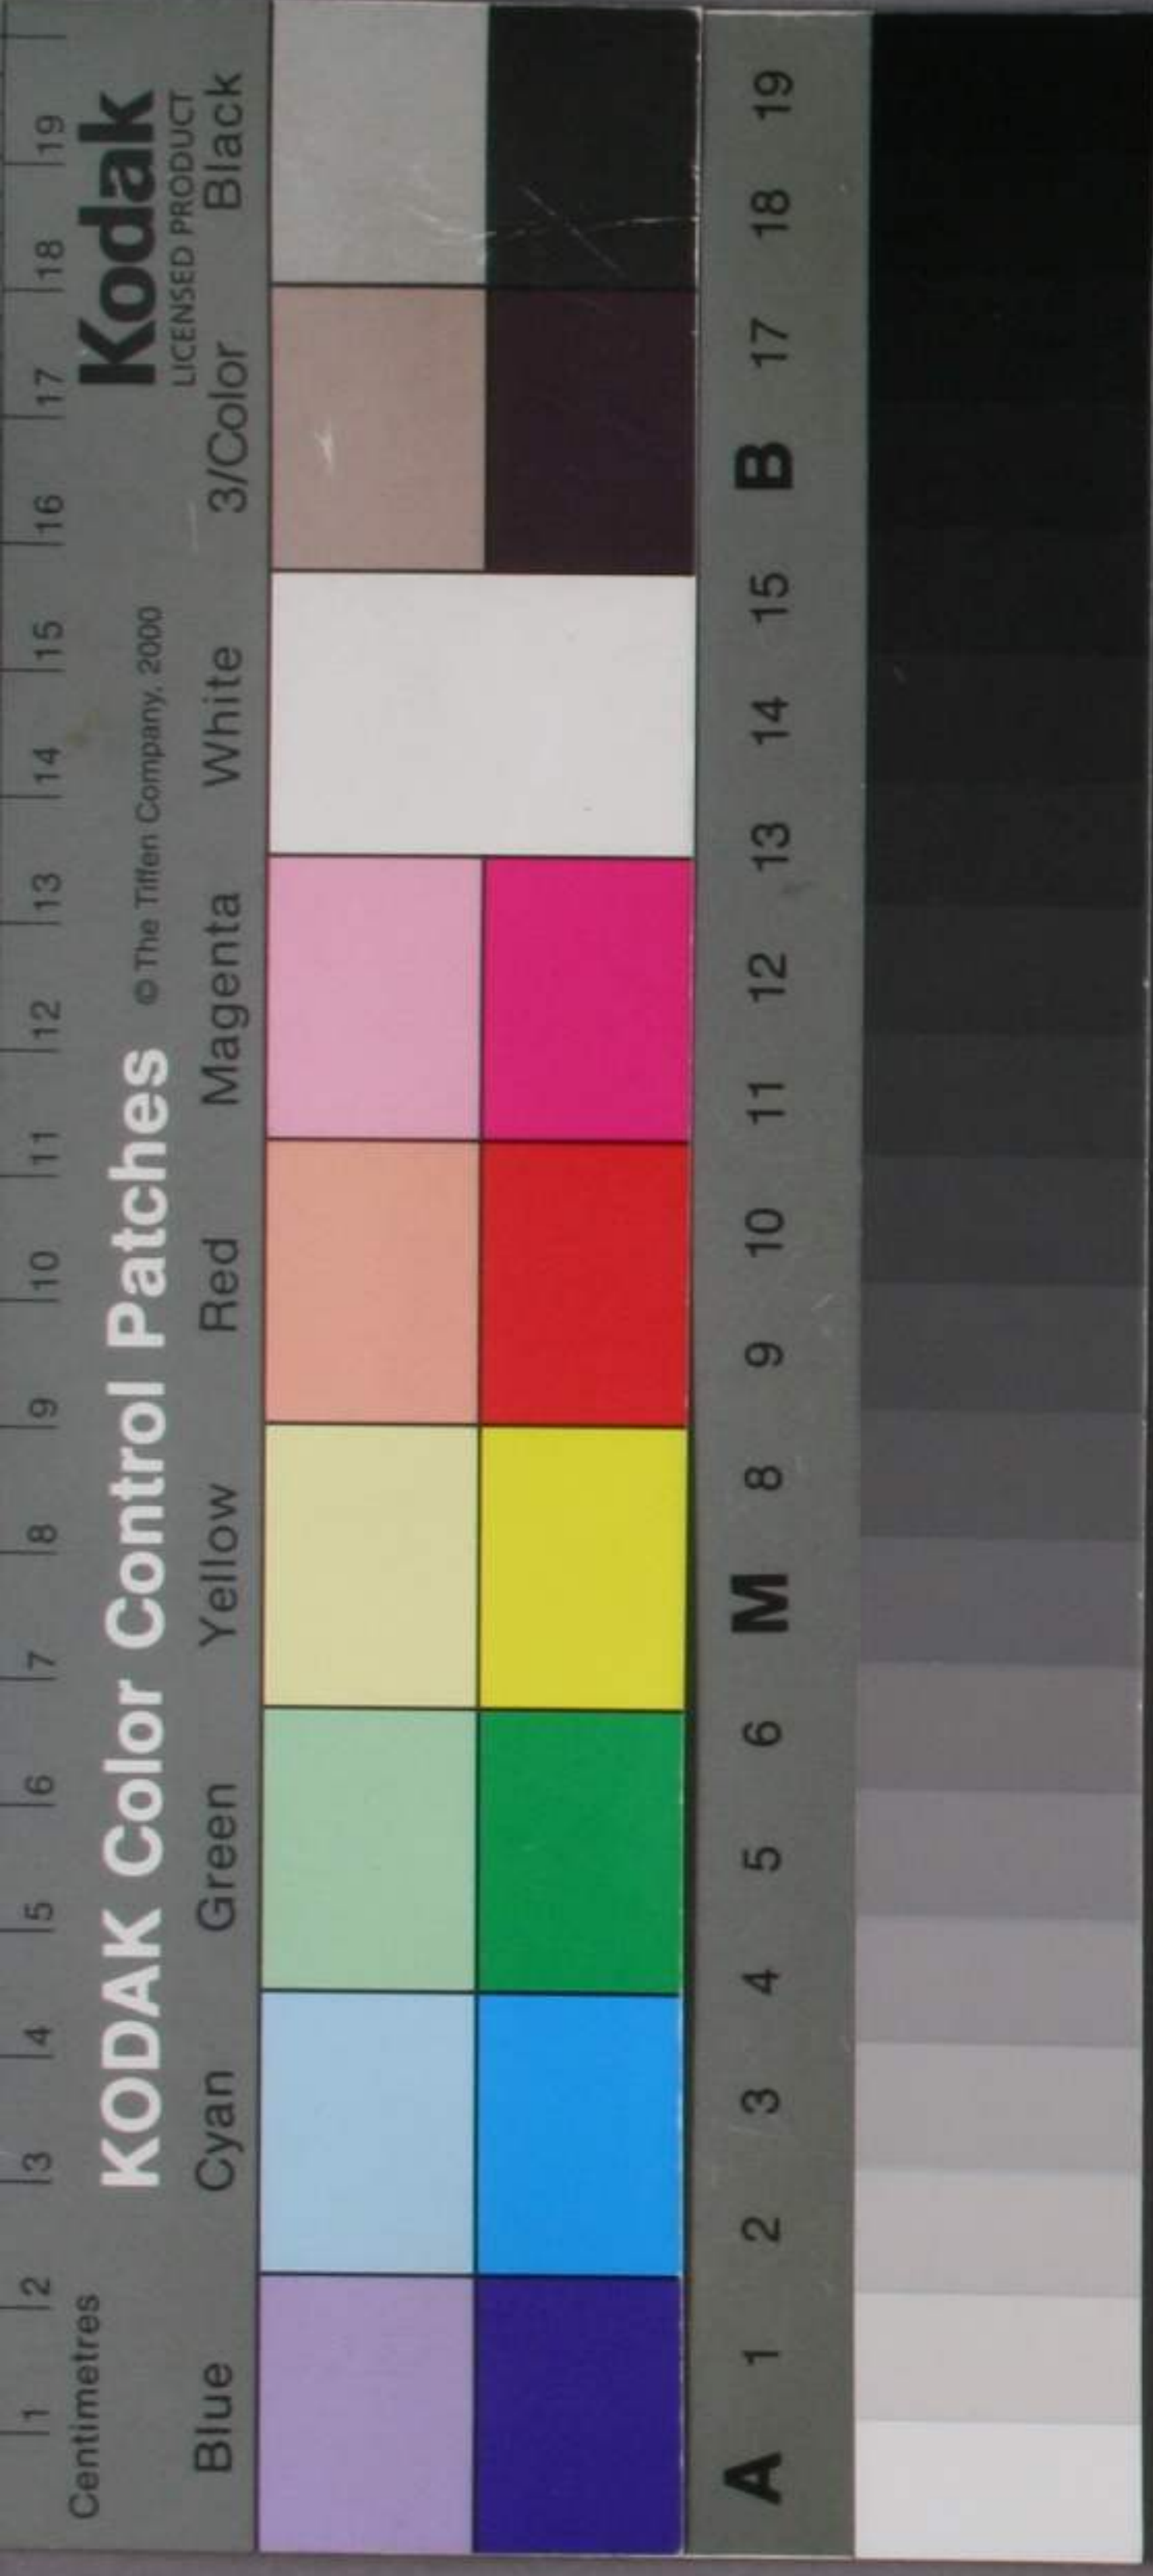 Centimetres
1 2 3 4 5 6 7 8 9 10 11 12 13 14 15 16 17 18 19
KODAK Color Control Patches © The Tiffen Company, 2000 Kodak
LICENSED PRODUCT
Blue Cyan Green Yellow Red Magenta White 3/Color Black
A 1 2 3 4 5 6 M 8 9 10 11 12 13 14 15 B 17 18 19